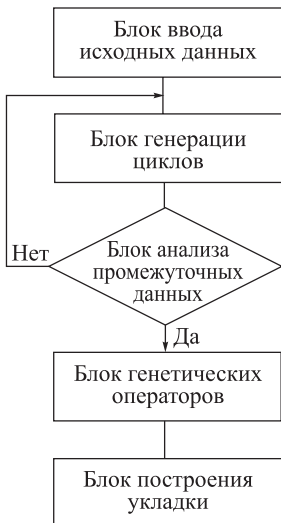 Блок ввода
исходных данных
Блок генерации
циклов
Нет
Блок анализа
промежуточных
данных
Да
Блок генетических
операторов
Блок построения
укладки